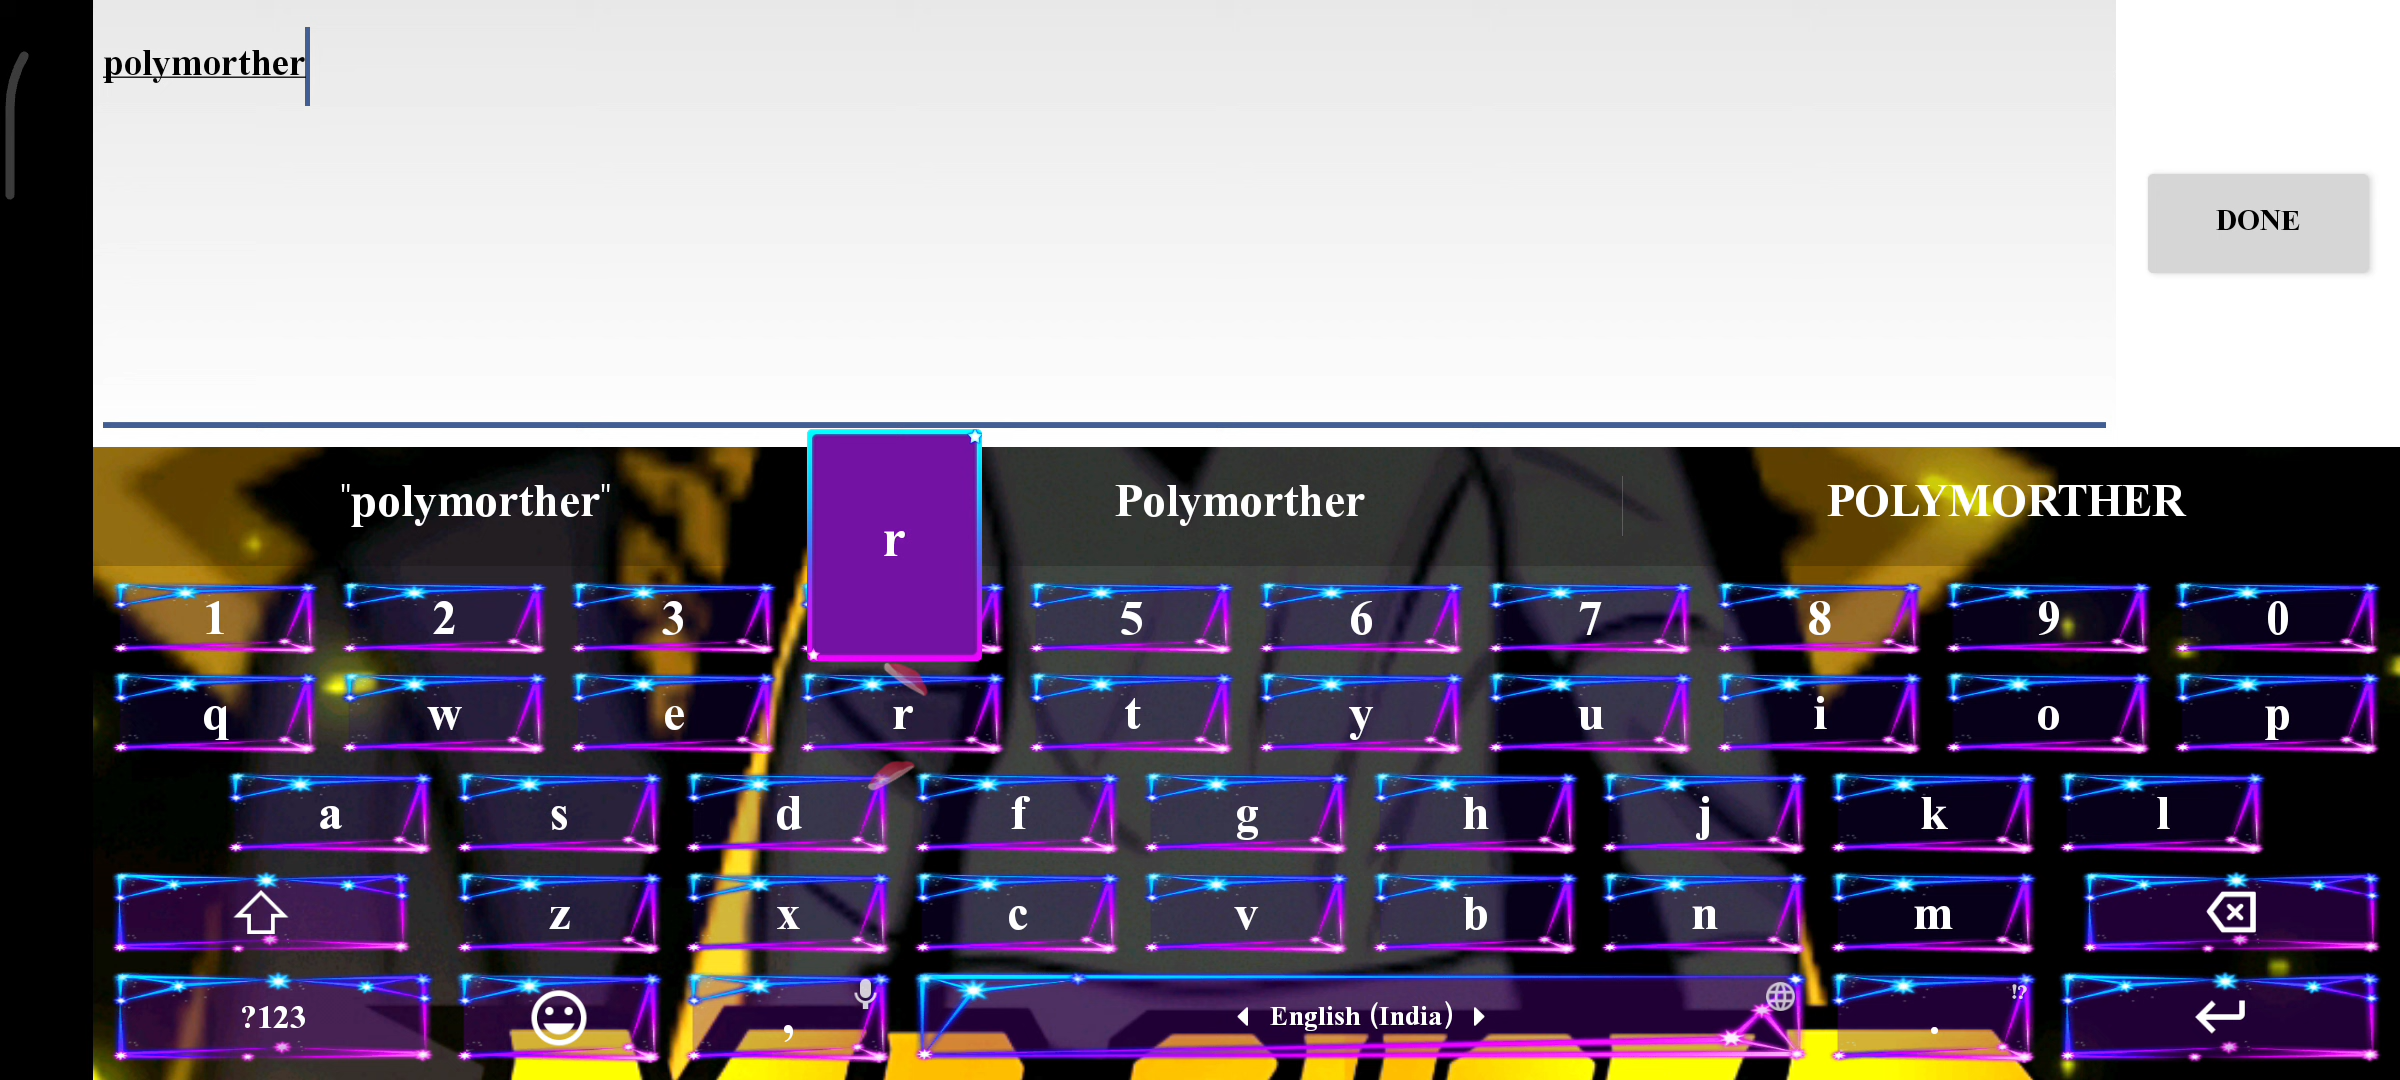 polymorther
DONE
"polymorther" Polymorther POLYMORTHER
r
1 2 3 5 6 7 8 9 0
q w e r t y u i o p
a s d f g h j k l
z x c v b n m
?123 , English (India) . !?